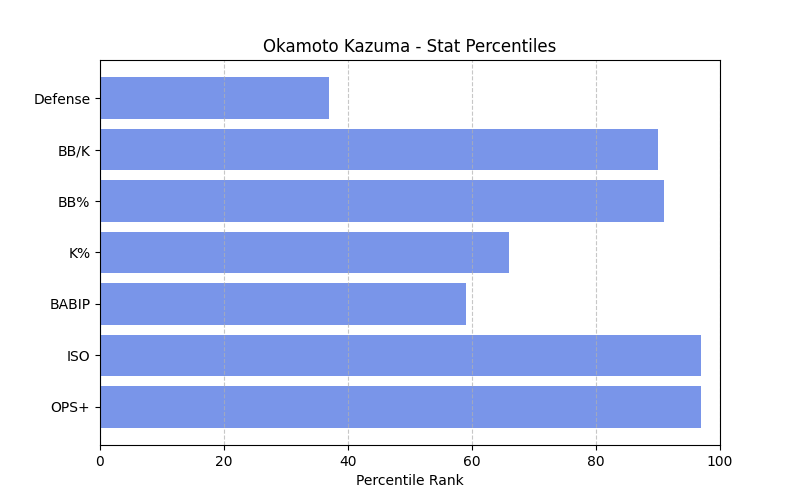 Okamoto Kazuma - Stat Percentiles
Defense
BB/K
BB%
K%
BABIP
ISO
OPS+
0 20 40 60 80 100
Percentile Rank